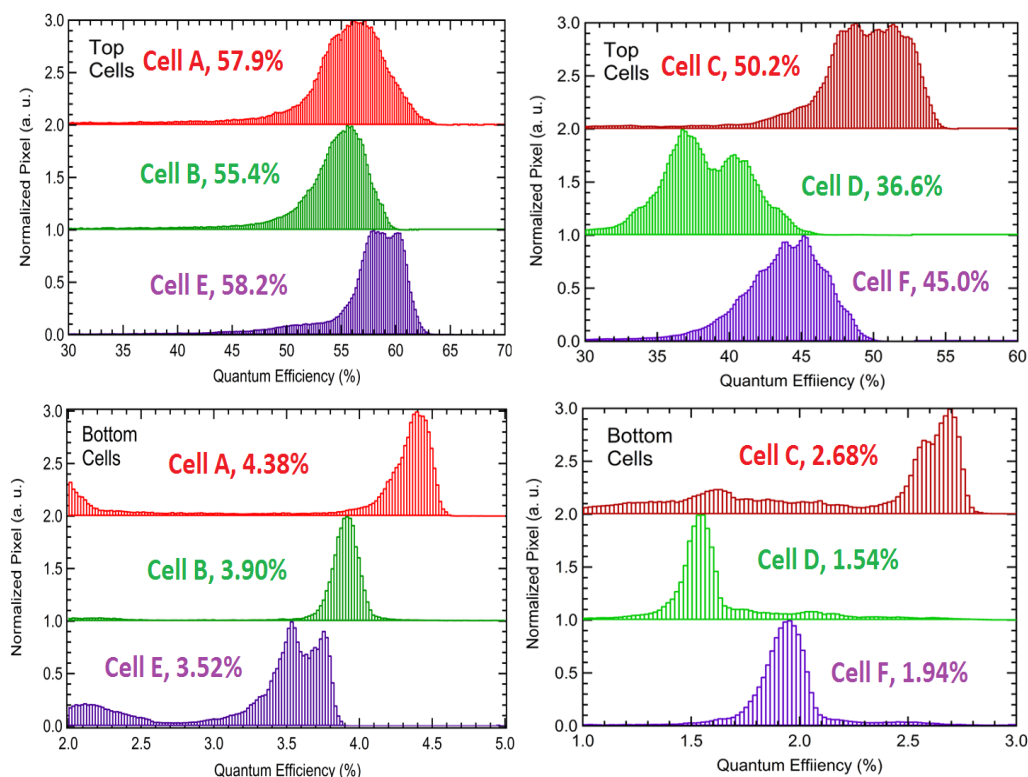 Normalized Pixel (a. u.)
3.0
2.5
2.0
1.5
1.0
0.5
0.0
Top
Cells
Cell A, 57.9%
Cell B, 55.4%
Cell E, 58.2%
30 35 40 45 50 55 60 65 70
Quantum Efficiency (%)
Normalized Pixel (a. u.)
3.0
2.5
2.0
1.5
1.0
0.5
0.0
Top
Cells
Cell C, 50.2%
Cell D, 36.6%
Cell F, 45.0%
30 35 40 45 50 55 60
Quantum Effiiency (%)
Normalized Pixel (a. u.)
3.0
2.5
2.0
1.5
1.0
0.5
0.0
Bottom
Cells
Cell A, 4.38%
Cell B, 3.90%
Cell E, 3.52%
2.0 2.5 3.0 3.5 4.0 4.5 5.0
Quantum Effiiency (%)
Normalized Pixel (a. u.)
3.0
2.5
2.0
1.5
1.0
0.5
0.0
Bottom
Cells
Cell C, 2.68%
Cell D, 1.54%
Cell F, 1.94%
1.0 1.5 2.0 2.5 3.0
Quantum Effiiency (%)